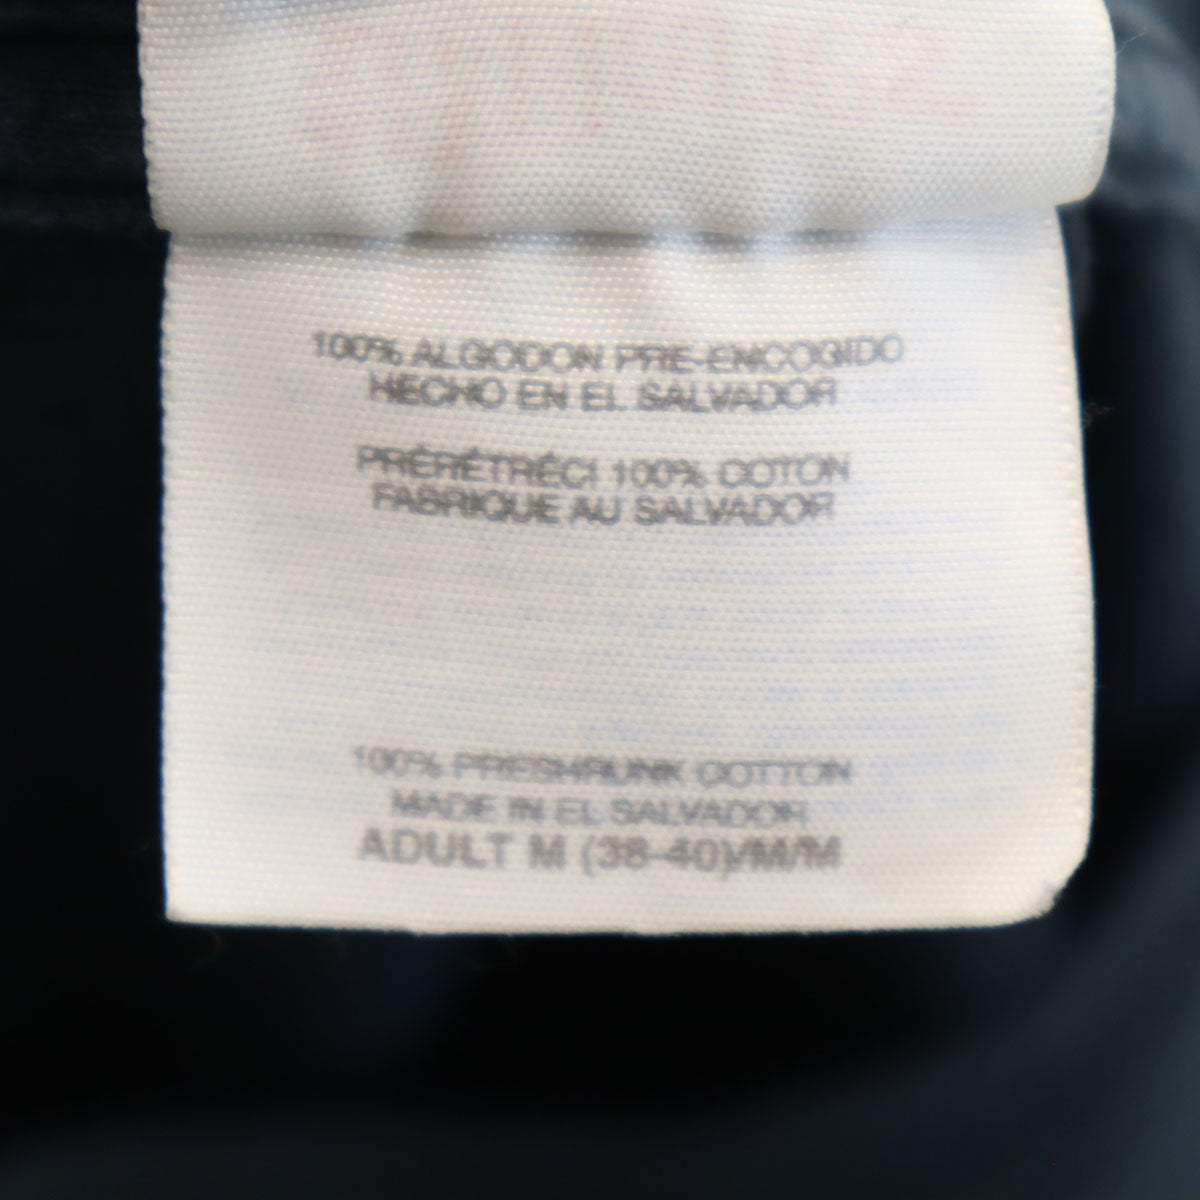 100% ALGODON PRE-ENCOGIDO
HECHO EN EL SALVADOR
PRÉRÉTRÉCI 100% COTON
FABRIQUE AU SALVADOR
100% PRESHRUNK COTTON
MADE IN EL SALVADOR
ADULT M (38-40)/M/M